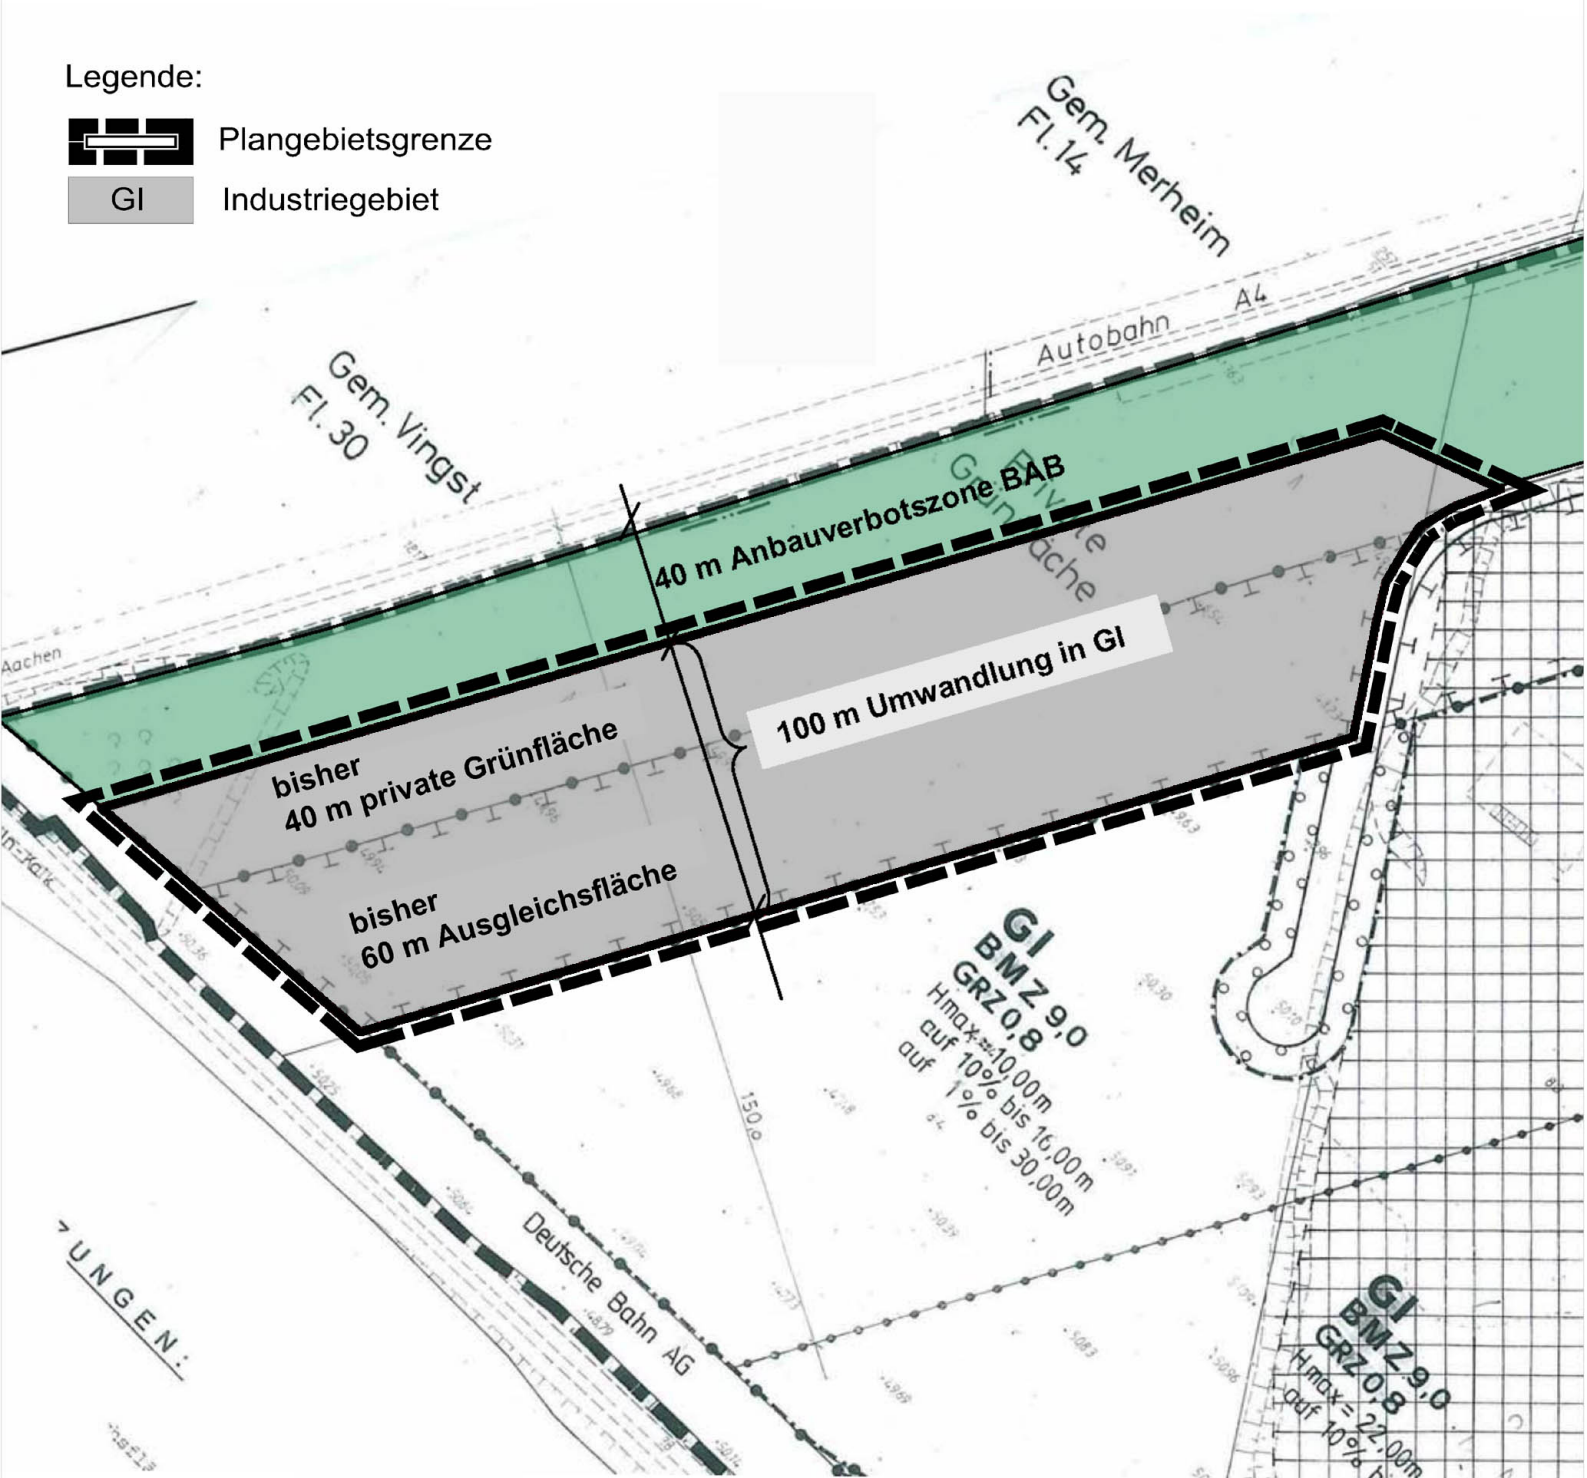 Legende:
Plangebietsgrenze
GI
Industriegebiet
Gem. Merheim
Fl. 14
Gem. Vingst
Fl. 30
Autobahn A4
Aachen
Private
Grünfläche
40 m Anbauverbotszone BAB
100 m Umwandlung in GI
bisher
40 m private Grünfläche
bisher
60 m Ausgleichsfläche
GI
BMZ 9,0
GRZ 0,8
Hmax=10,00m
auf 10% bis 16,00m
auf 1% bis 30,00m
150,0
Deutsche Bahn AG
UNGEN:
GI
BMZ 9,0
GRZ 0,8
Hmax = 22,00m
auf 10%